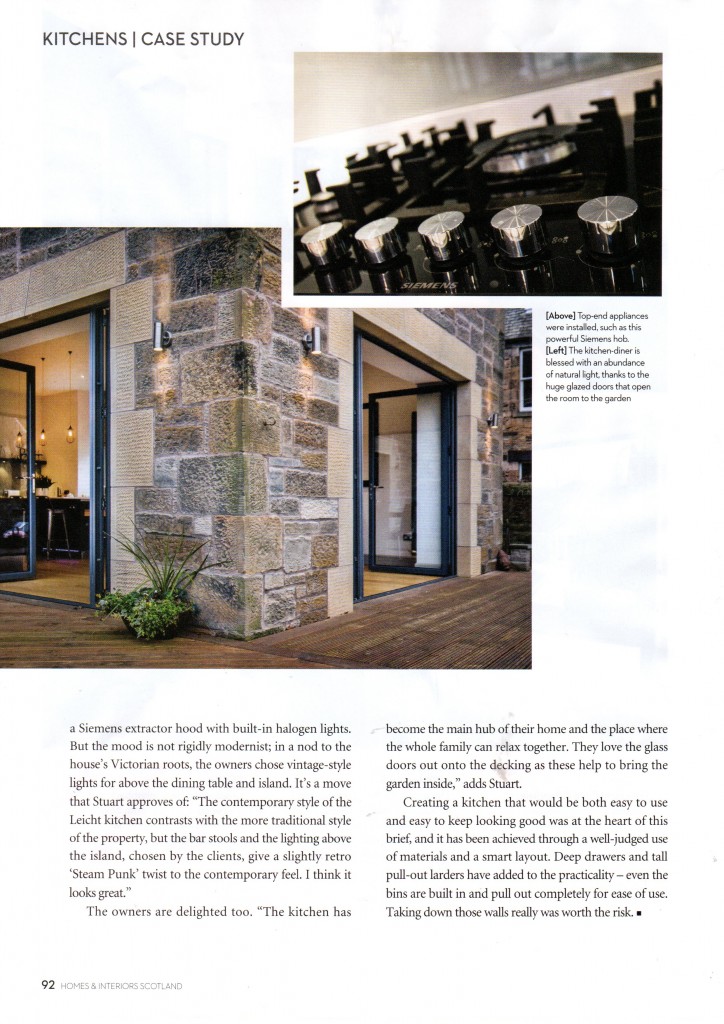 KITCHENS | CASE STUDY
SIEMENS
[Above] Top-end appliances
were installed, such as this
powerful Siemens hob.
[Left] The kitchen-diner is
blessed with an abundance
of natural light, thanks to the
huge glazed doors that open
the room to the garden
a Siemens extractor hood with built-in halogen lights.
But the mood is not rigidly modernist; in a nod to the
house’s Victorian roots, the owners chose vintage-style
lights for above the dining table and island. It’s a move
that Stuart approves of: “The contemporary style of the
Leicht kitchen contrasts with the more traditional style
of the property, but the bar stools and the lighting above
the island, chosen by the clients, give a slightly retro
‘Steam Punk’ twist to the contemporary feel. I think it
looks great.”
The owners are delighted too. “The kitchen has
become the main hub of their home and the place where
the whole family can relax together. They love the glass
doors out onto the decking as these help to bring the
garden inside,” adds Stuart.
Creating a kitchen that would be both easy to use
and easy to keep looking good was at the heart of this
brief, and it has been achieved through a well-judged use
of materials and a smart layout. Deep drawers and tall
pull-out larders have added to the practicality – even the
bins are built in and pull out completely for ease of use.
Taking down those walls really was worth the risk. ■
92 HOMES & INTERIORS SCOTLAND